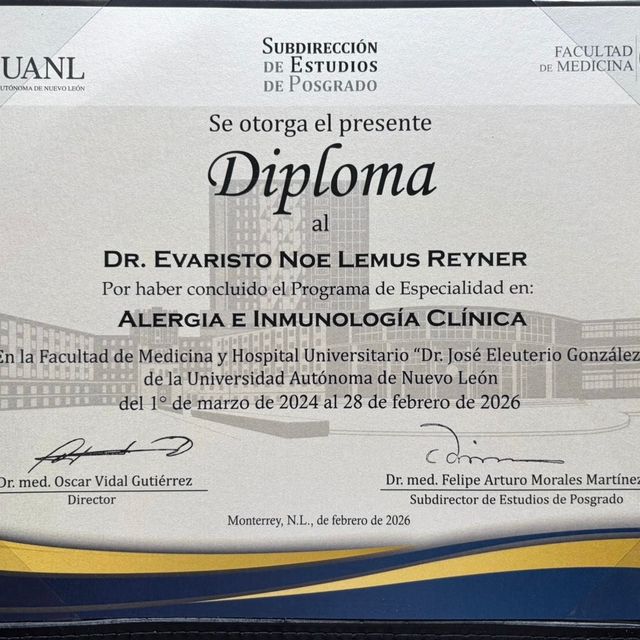 UANL
UTÓNOMA DE NUEVO LEÓN
SUBDIRECCIÓN
DE ESTUDIOS
DE POSGRADO
FACULTAD
DE MEDICINA
Se otorga el presente
Diploma
al
DR. EVARISTO NOE LEMUS REYNER
Por haber concluido el Programa de Especialidad en:
ALERGIA E INMUNOLOGÍA CLÍNICA
En la Facultad de Medicina y Hospital Universitario “Dr. José Eleuterio González
de la Universidad Autónoma de Nuevo León
del 1° de marzo de 2024 al 28 de febrero de 2026
Dr. med. Oscar Vidal Gutiérrez
Director
Dr. med. Felipe Arturo Morales Martínez
Subdirector de Estudios de Posgrado
Monterrey, N.L., de febrero de 2026